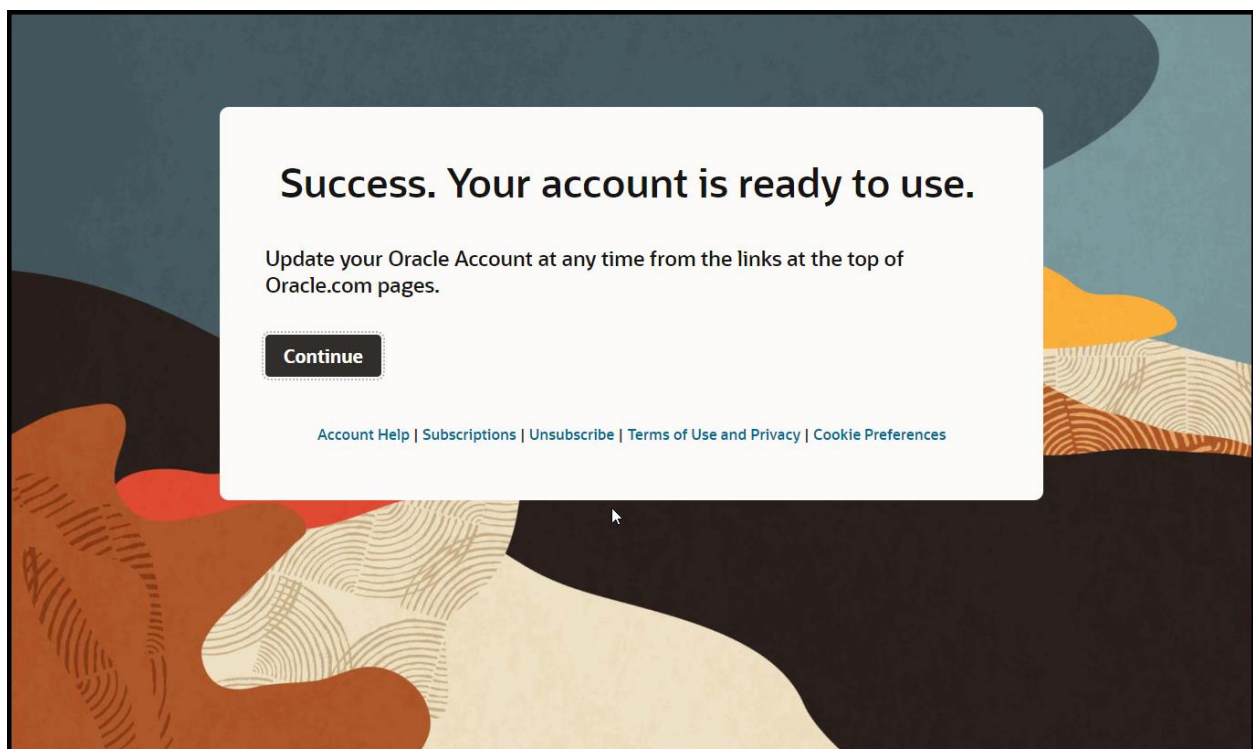 Success. Your account is ready to use.
Update your Oracle Account at any time from the links at the top of
Oracle.com pages.
Continue
Account Help | Subscriptions | Unsubscribe | Terms of Use and Privacy | Cookie Preferences